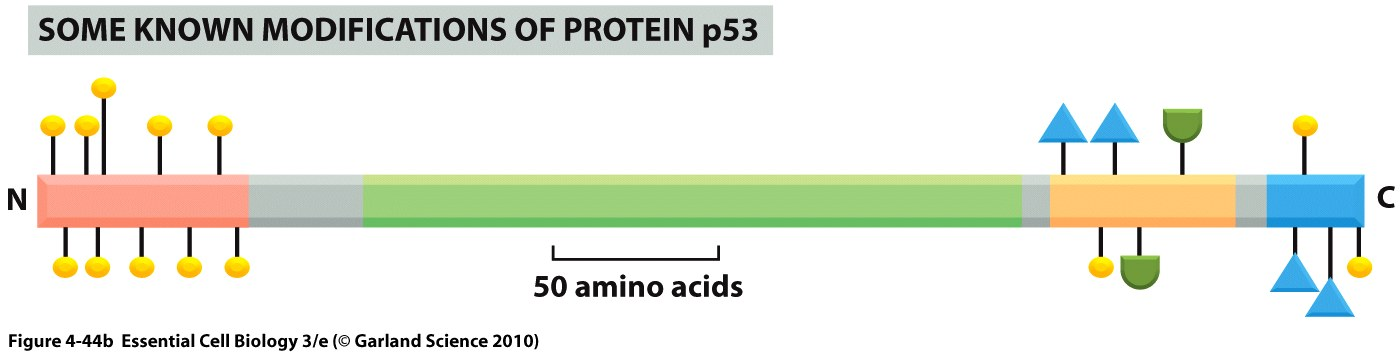 SOME KNOWN MODIFICATIONS OF PROTEIN p53
N
C
50 amino acids
Figure 4-44b Essential Cell Biology 3/e (© Garland Science 2010)